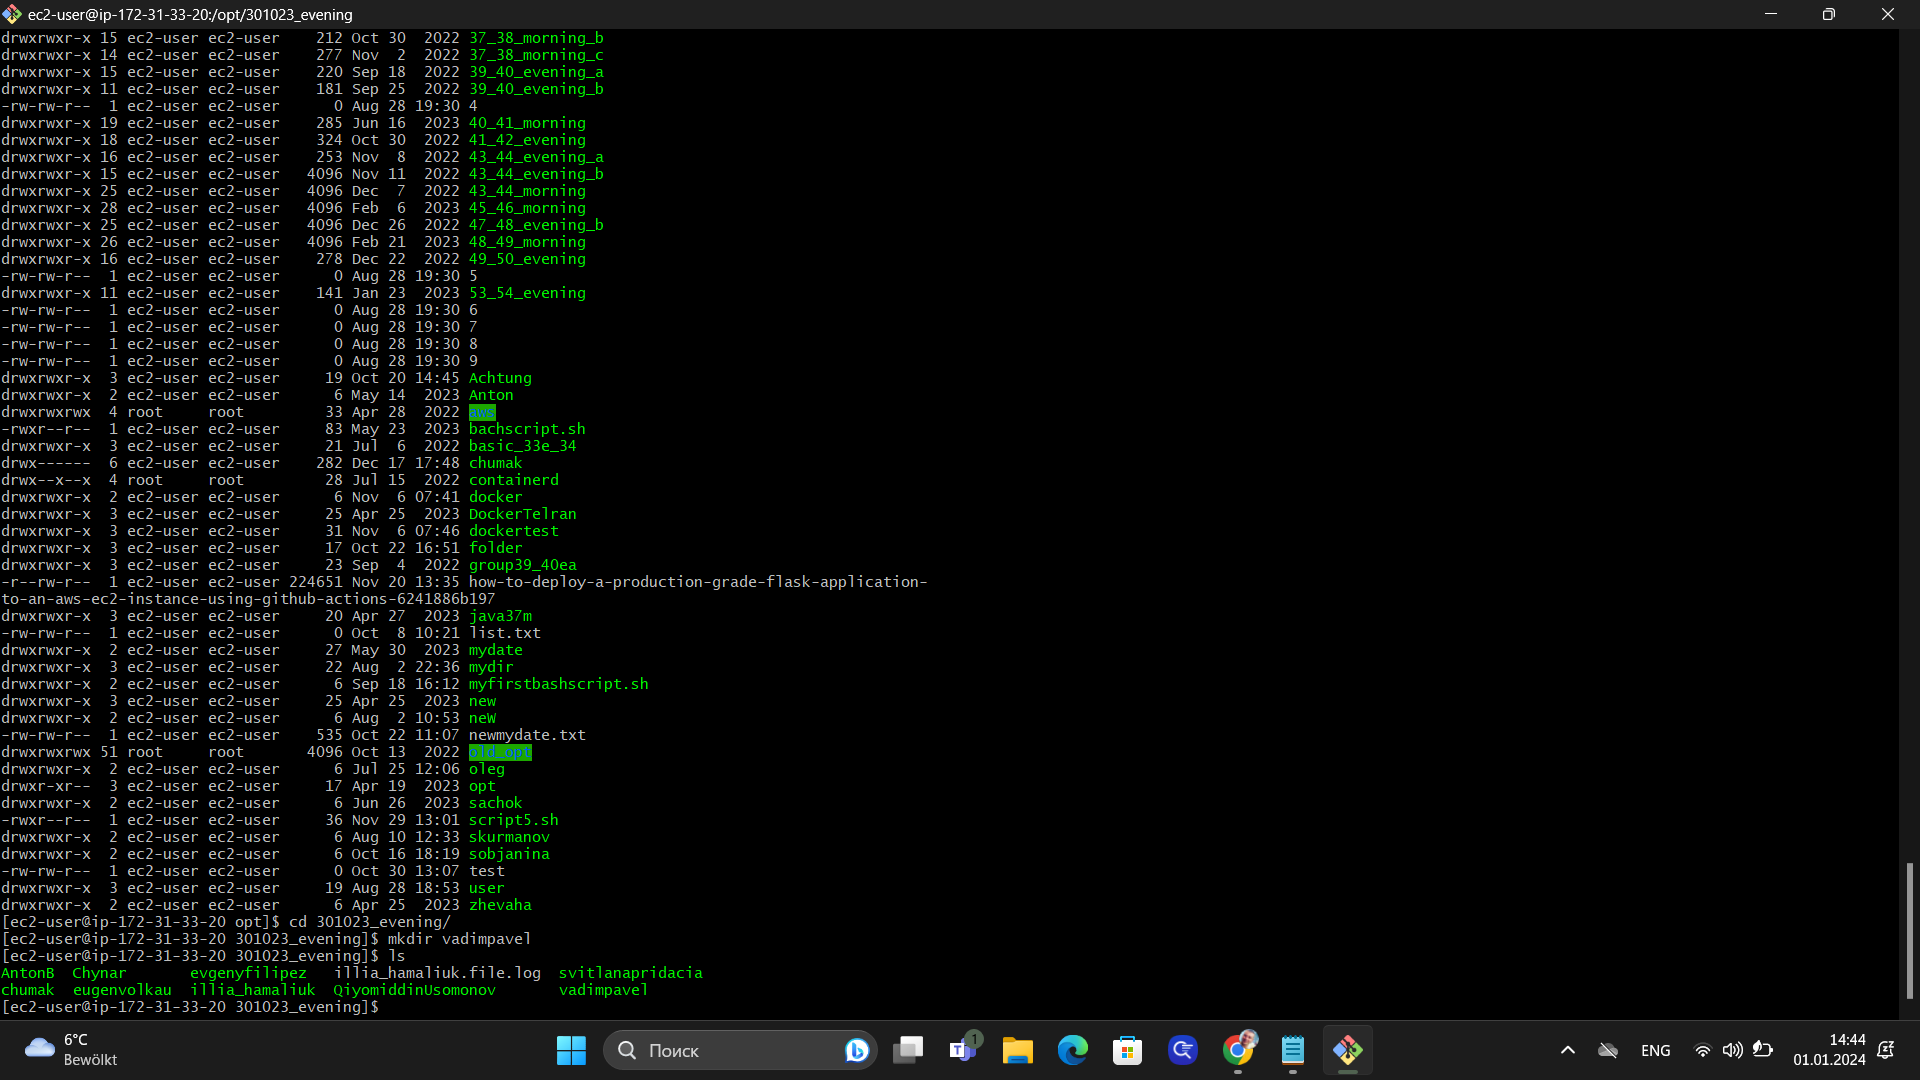 ec2-user@ip-172-31-33-20:/opt/301023_evening
drwxrwxr-x 15 ec2-user ec2-user    212 Oct 30  2022 37_38_morning_b
drwxrwxr-x 14 ec2-user ec2-user    277 Nov  2  2022 37_38_morning_c
drwxrwxr-x 15 ec2-user ec2-user    220 Sep 18  2022 39_40_evening_a
drwxrwxr-x 11 ec2-user ec2-user    181 Sep 25  2022 39_40_evening_b
-rw-rw-r--  1 ec2-user ec2-user      0 Aug 28 19:30 4
drwxrwxr-x 19 ec2-user ec2-user    285 Jun 16  2023 40_41_morning
drwxrwxr-x 18 ec2-user ec2-user    324 Oct 30  2022 41_42_evening
drwxrwxr-x 16 ec2-user ec2-user    253 Nov  8  2022 43_44_evening_a
drwxrwxr-x 15 ec2-user ec2-user   4096 Nov 11  2022 43_44_evening_b
drwxrwxr-x 25 ec2-user ec2-user   4096 Dec  7  2022 43_44_morning
drwxrwxr-x 28 ec2-user ec2-user   4096 Feb  6  2023 45_46_morning
drwxrwxr-x 25 ec2-user ec2-user   4096 Dec 26  2022 47_48_evening_b
drwxrwxr-x 26 ec2-user ec2-user   4096 Feb 21  2023 48_49_morning
drwxrwxr-x 16 ec2-user ec2-user    278 Dec 22  2022 49_50_evening
-rw-rw-r--  1 ec2-user ec2-user      0 Aug 28 19:30 5
drwxrwxr-x 11 ec2-user ec2-user    141 Jan 23  2023 53_54_evening
-rw-rw-r--  1 ec2-user ec2-user      0 Aug 28 19:30 6
-rw-rw-r--  1 ec2-user ec2-user      0 Aug 28 19:30 7
-rw-rw-r--  1 ec2-user ec2-user      0 Aug 28 19:30 8
-rw-rw-r--  1 ec2-user ec2-user      0 Aug 28 19:30 9
drwxrwxr-x  3 ec2-user ec2-user     19 Oct 20 14:45 Achtung
drwxrwxr-x  2 ec2-user ec2-user      6 May 14  2023 Anton
drwxrwxrwx  4 root     root         33 Apr 28  2022 aws
-rwxr--r--  1 ec2-user ec2-user     83 May 23  2023 bachscript.sh
drwxrwxr-x  3 ec2-user ec2-user     21 Jul  6  2022 basic_33e_34
drwx------  6 ec2-user ec2-user    282 Dec 17 17:48 chumak
drwx--x--x  4 root     root         28 Jul 15  2022 containerd
drwxrwxr-x  2 ec2-user ec2-user      6 Nov  6 07:41 docker
drwxrwxr-x  3 ec2-user ec2-user     25 Apr 25  2023 DockerTelran
drwxrwxr-x  3 ec2-user ec2-user     31 Nov  6 07:46 dockertest
drwxrwxr-x  3 ec2-user ec2-user     17 Oct 22 16:51 folder
drwxrwxr-x  3 ec2-user ec2-user     23 Sep  4  2022 group39_40ea
-r--rw-r--  1 ec2-user ec2-user 224651 Nov 20 13:35 how-to-deploy-a-production-grade-flask-application-
to-an-aws-ec2-instance-using-github-actions-6241886b197
drwxrwxr-x  3 ec2-user ec2-user     20 Apr 27  2023 java37m
-rw-rw-r--  1 ec2-user ec2-user      0 Oct  8 10:21 list.txt
drwxrwxr-x  2 ec2-user ec2-user     27 May 30  2023 mydate
drwxrwxr-x  3 ec2-user ec2-user     22 Aug  2 22:36 mydir
drwxrwxr-x  2 ec2-user ec2-user      6 Sep 18 16:12 myfirstbashscript.sh
drwxrwxr-x  3 ec2-user ec2-user     25 Apr 25  2023 new
drwxrwxr-x  2 ec2-user ec2-user      6 Aug  2 10:53 neW
-rw-rw-r--  1 ec2-user ec2-user    535 Oct 22 11:07 newmydate.txt
drwxrwxrwx 51 root     root       4096 Oct 13  2022 old_opt
drwxrwxr-x  2 ec2-user ec2-user      6 Jul 25 12:06 oleg
drwxr-xr--  3 ec2-user ec2-user     17 Apr 19  2023 opt
drwxrwxr-x  2 ec2-user ec2-user      6 Jun 26  2023 sachok
-rwxr--r--  1 ec2-user ec2-user     36 Nov 29 13:01 script5.sh
drwxrwxr-x  2 ec2-user ec2-user      6 Aug 10 12:33 skurmanov
drwxrwxr-x  2 ec2-user ec2-user      6 Oct 16 18:19 sobjanina
-rw-rw-r--  1 ec2-user ec2-user      0 Oct 30 13:07 test
drwxrwxr-x  3 ec2-user ec2-user     19 Aug 28 18:53 user
drwxrwxr-x  2 ec2-user ec2-user      6 Apr 25  2023 zhevaha
[ec2-user@ip-172-31-33-20 opt]$ cd 301023_evening/
[ec2-user@ip-172-31-33-20 301023_evening]$ mkdir vadimpavel
[ec2-user@ip-172-31-33-20 301023_evening]$ ls
AntonB  Chynar       evgenyfilipez   illia_hamaliuk.file.log  svitlanapridacia
chumak  eugenvolkau  illia_hamaliuk  QiyomiddinUsomonov       vadimpavel
[ec2-user@ip-172-31-33-20 301023_evening]$
6°C
Bewölkt
Поиск
1
ENG
14:44
01.01.2024